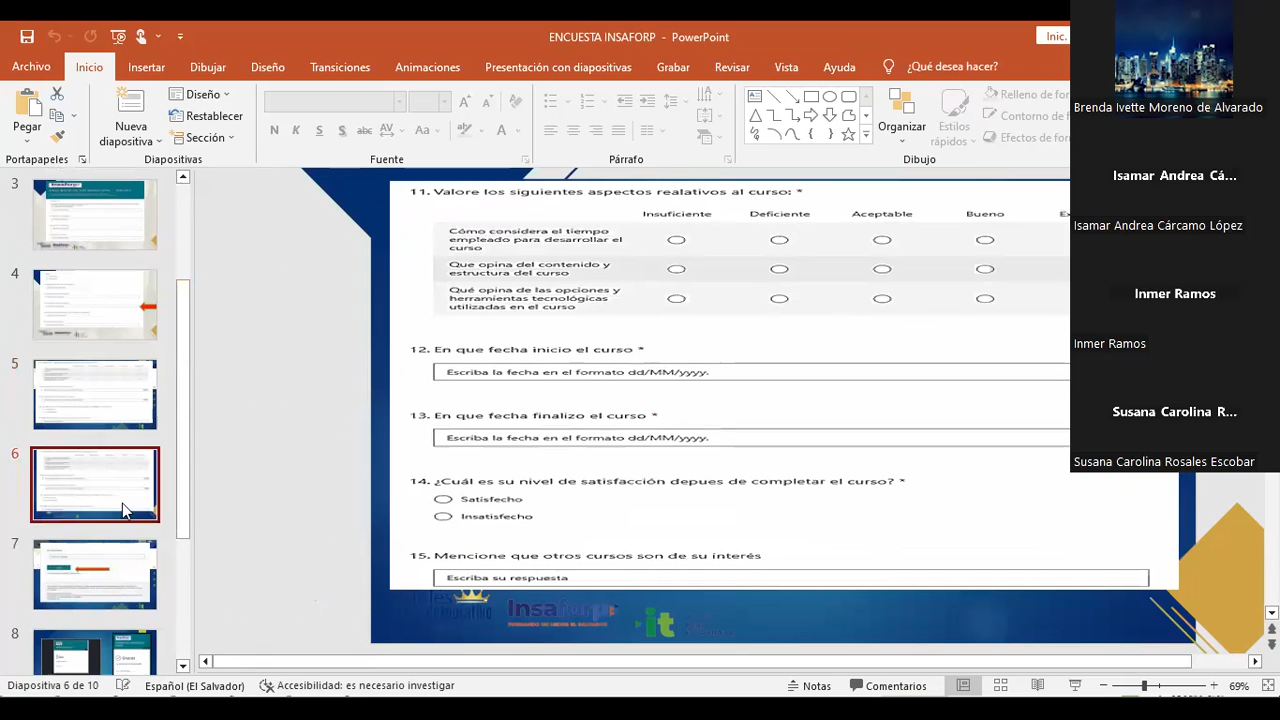 ENCUESTA INSAFORP - PowerPoint
Inic.
Archivo Inicio Insertar Dibujar Diseño Transiciones Animaciones Presentación con diapositivas Grabar Revisar Vista Ayuda ¿Qué desea hacer?
Pegar
Nueva
diapositiva
Diseño
Restablecer
Sección
N K S S abc AV Aa A
Organizar
Estilos
rápidos
Relleno de for
Contorno de f
Efectos de for
Portapapeles Diapositivas Fuente Párrafo Dibujo
3
4
5
6
7
8
11. Valore los siguientes aspectos realativos al curso: *
Insuficiente Deficiente Aceptable Bueno
Cómo considera el tiempo
empleado para desarrollar el
curso
Que opina del contenido y
estructura del curso
Qué opina de las opciones y
herramientas tecnológicas
utilizadas en el curso
12. En que fecha inicio el curso *
Escriba la fecha en el formato dd/MM/yyyy.
13. En que fecha finalizo el curso *
Escriba la fecha en el formato dd/MM/yyyy.
14. ¿Cuál es su nivel de satisfacción depues de completar el curso? *
Satisfecho
Insatisfecho
15. Mencione que otros cursos son de su interés
Escriba su respuesta
Insaforp
it
Brenda Ivette Moreno de Alvarado
Isamar Andrea Cá...
Isamar Andrea Cárcamo López
Inmer Ramos
Inmer Ramos
Susana Carolina R...
Susana Carolina Rosales Escobar
Diapositiva 6 de 10 Español (El Salvador) Accesibilidad: es necesario investigar Notas Comentarios 69%